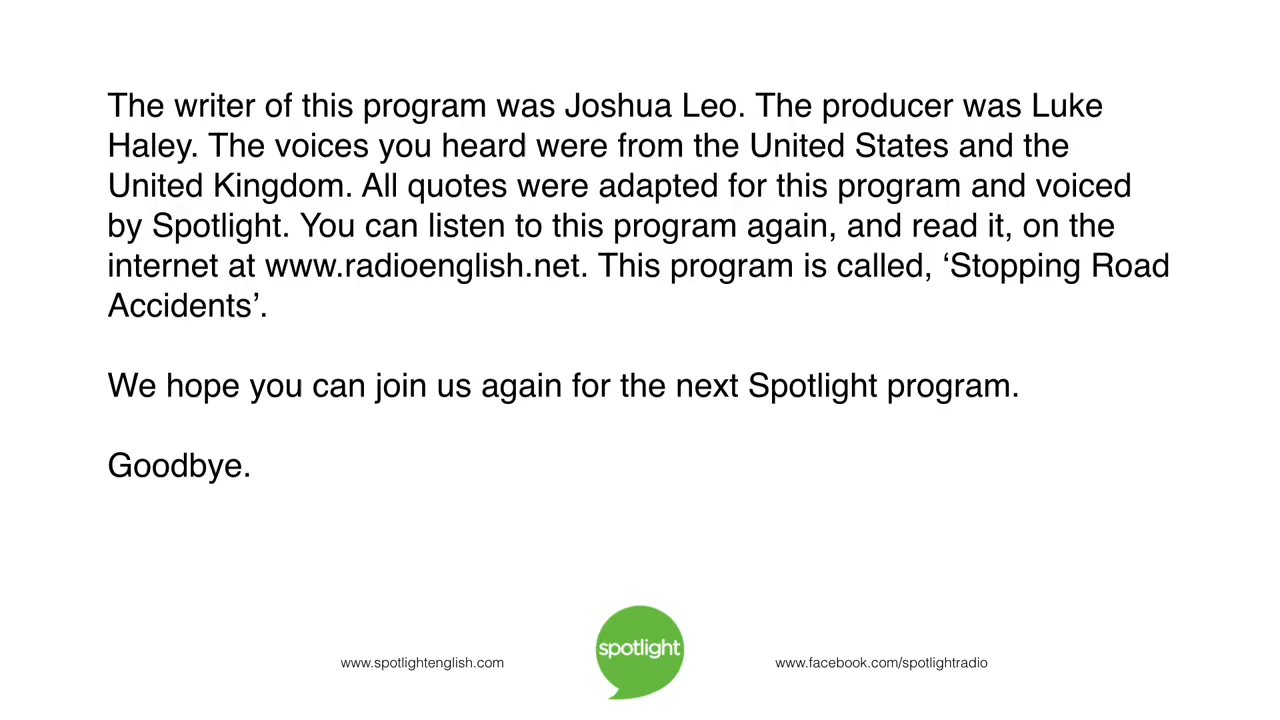 The writer of this program was Joshua Leo. The producer was Luke
Haley. The voices you heard were from the United States and the
United Kingdom. All quotes were adapted for this program and voiced
by Spotlight. You can listen to this program again, and read it, on the
internet at www.radioenglish.net. This program is called, ‘Stopping Road
Accidents’.
We hope you can join us again for the next Spotlight program.
Goodbye.
www.spotlightenglish.com
spotlight
www.facebook.com/spotlightradio